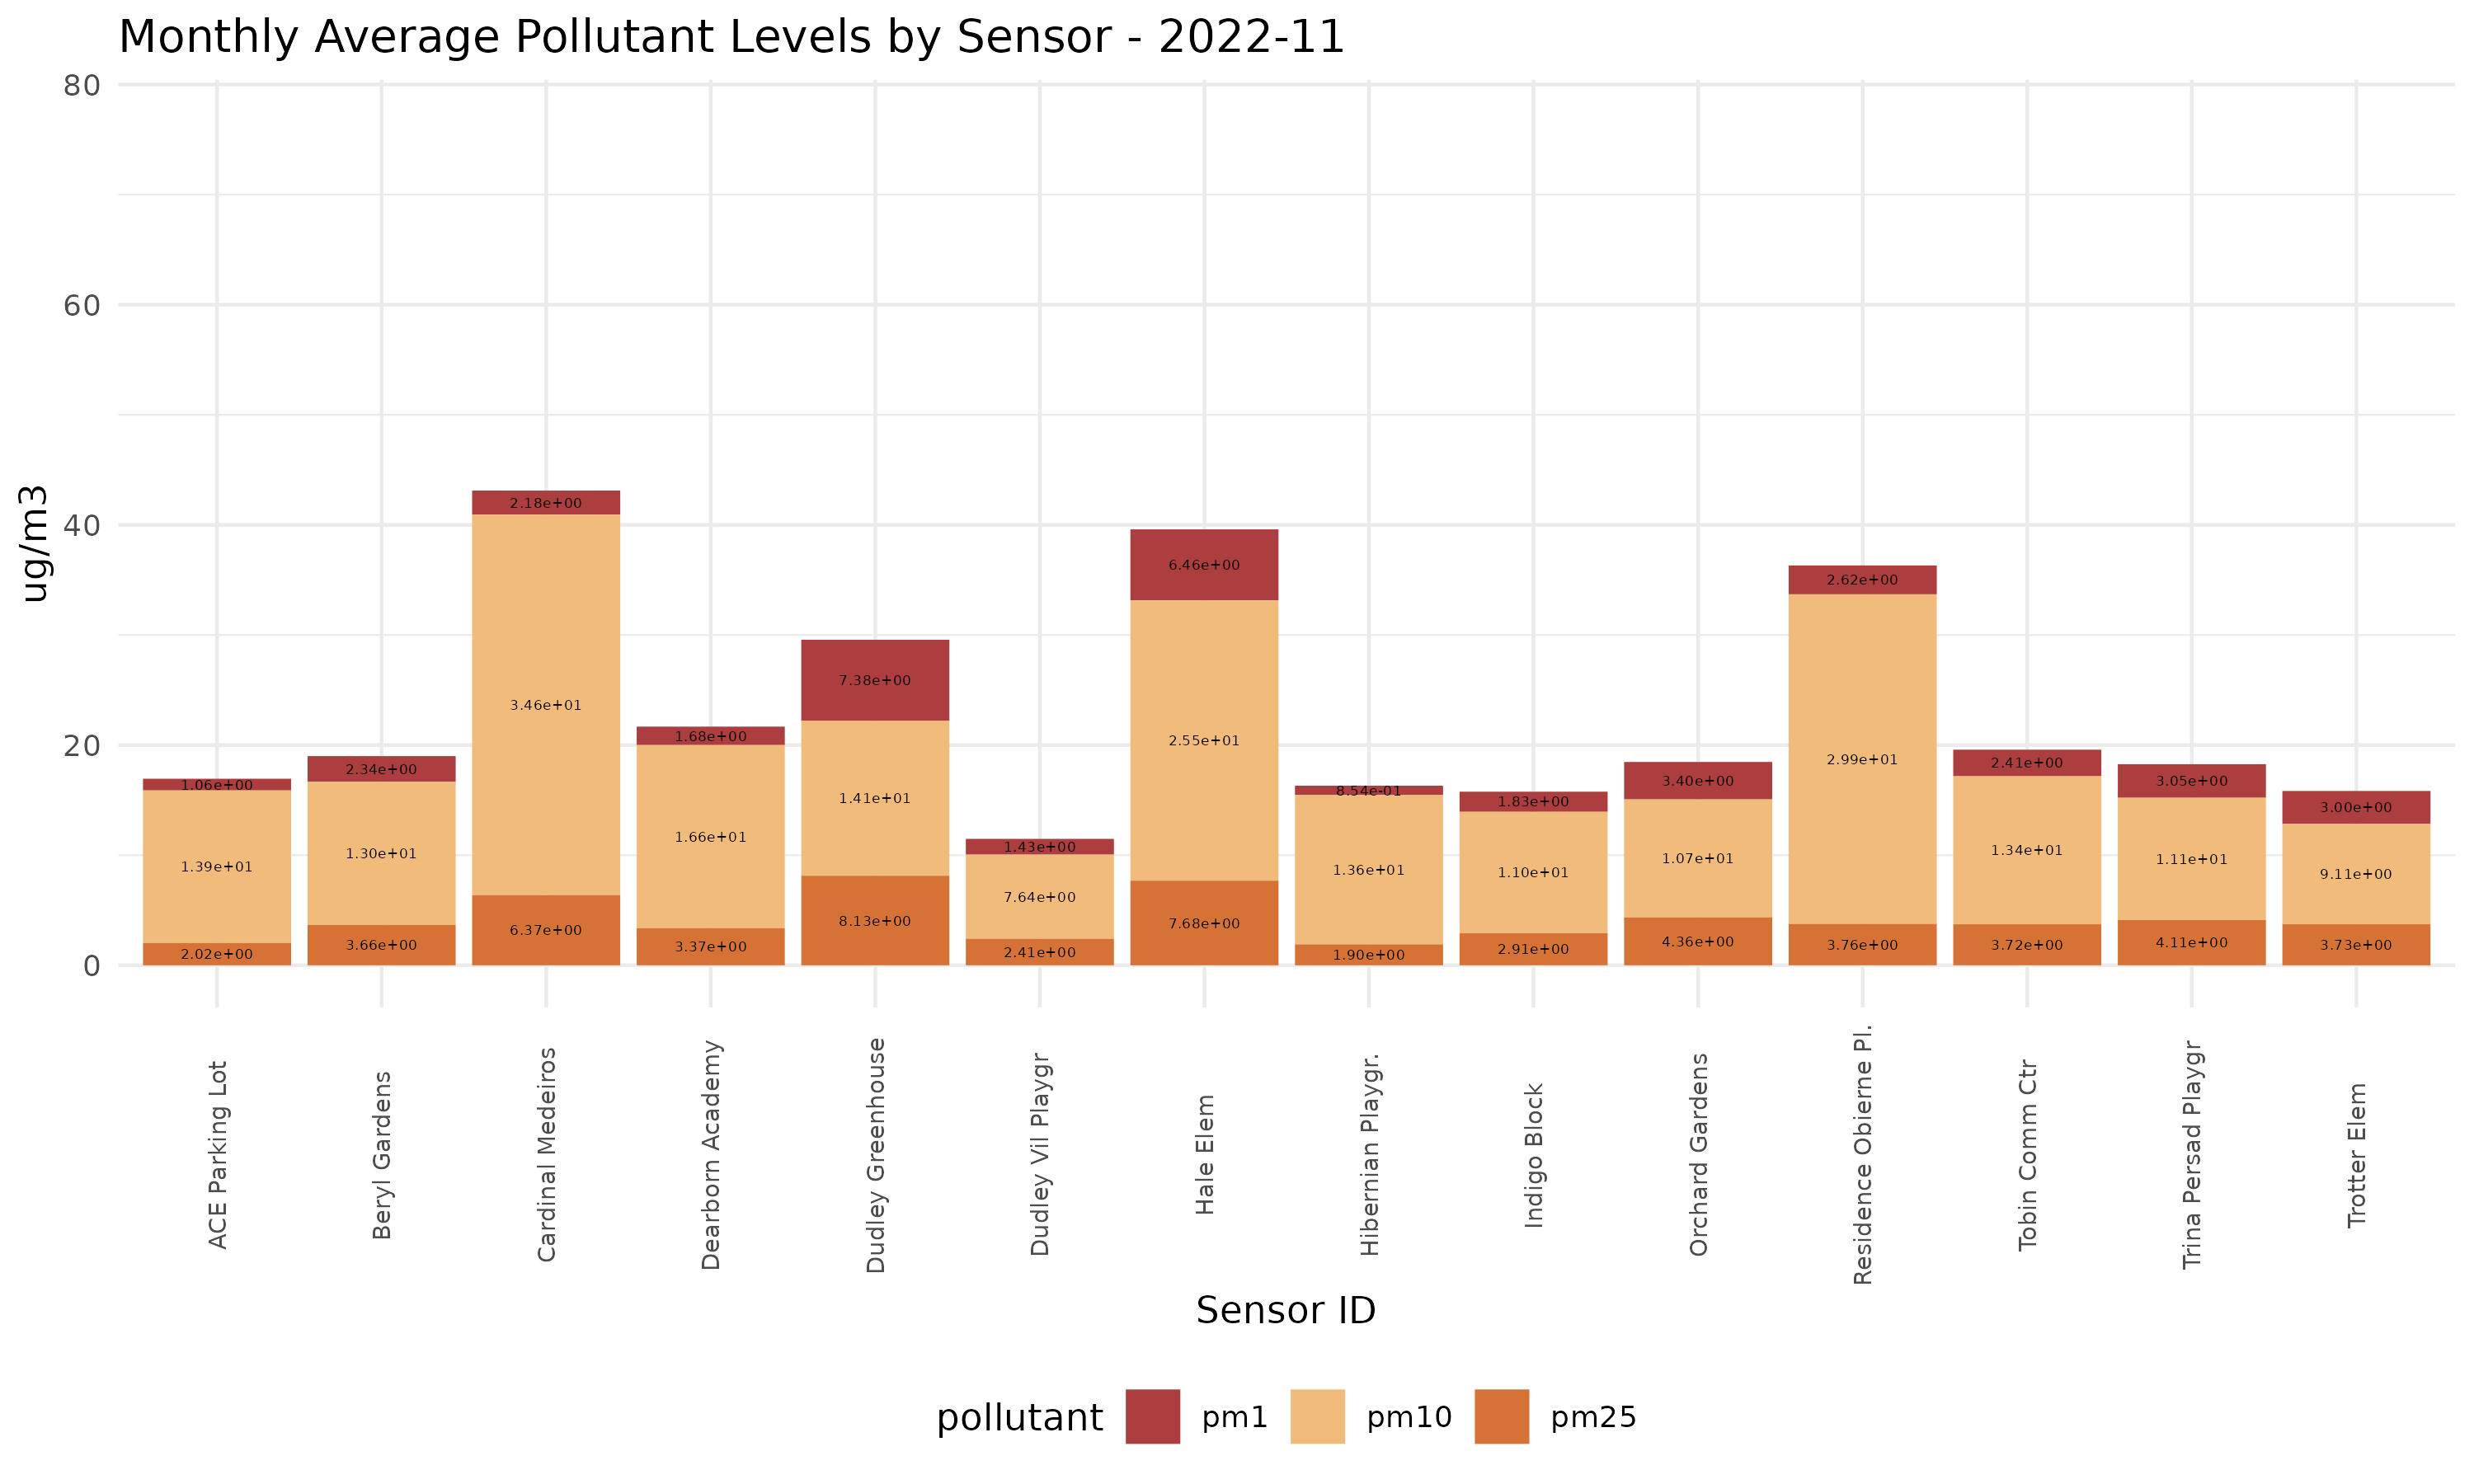 Monthly Average Pollutant Levels by Sensor - 2022-11
80
60
40
20
0
ug/m3
1.06e+00
1.39e+01
2.02e+00
2.34e+00
1.30e+01
3.66e+00
2.18e+00
3.46e+01
6.37e+00
1.68e+00
1.66e+01
3.37e+00
7.38e+00
1.41e+01
8.13e+00
1.43e+00
7.64e+00
2.41e+00
6.46e+00
2.55e+01
7.68e+00
8.54e-01
1.36e+01
1.90e+00
1.83e+00
1.10e+01
2.91e+00
3.40e+00
1.07e+01
4.36e+00
2.62e+00
2.99e+01
3.76e+00
2.41e+00
1.34e+01
3.72e+00
3.05e+00
1.11e+01
4.11e+00
3.00e+00
9.11e+00
3.73e+00
ACE Parking Lot
Beryl Gardens
Cardinal Medeiros
Dearborn Academy
Dudley Greenhouse
Dudley Vil Playgr
Hale Elem
Hibernian Playgr.
Indigo Block
Orchard Gardens
Residence Obierne Pl.
Tobin Comm Ctr
Trina Persad Playgr
Trotter Elem
Sensor ID
pollutant pm1 pm10 pm25